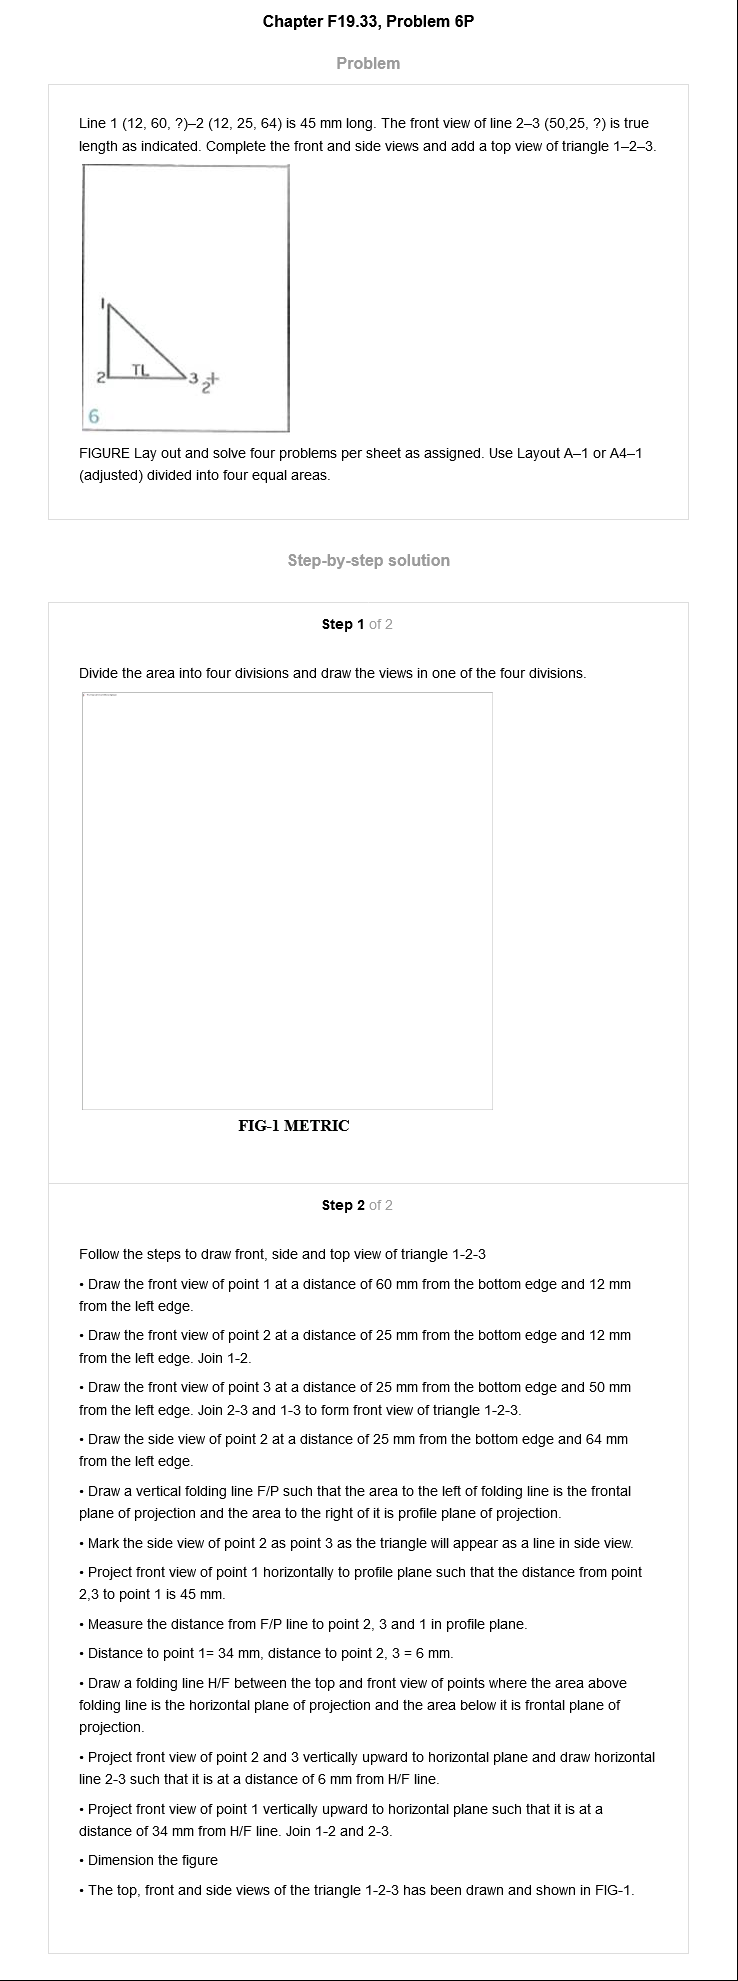 Chapter F19.33, Problem 6P
Problem
Line 1 (12, 60, ?)–2 (12, 25, 64) is 45 mm long. The front view of line 2–3 (50,25, ?) is true
length as indicated. Complete the front and side views and add a top view of triangle 1–2–3.
1
2 TL 3 2
6
FIGURE Lay out and solve four problems per sheet as assigned. Use Layout A–1 or A4–1
(adjusted) divided into four equal areas.
Step-by-step solution
Step 1 of 2
Divide the area into four divisions and draw the views in one of the four divisions.
FIG-1 METRIC
Step 2 of 2
Follow the steps to draw front, side and top view of triangle 1-2-3
• Draw the front view of point 1 at a distance of 60 mm from the bottom edge and 12 mm
from the left edge.
• Draw the front view of point 2 at a distance of 25 mm from the bottom edge and 12 mm
from the left edge. Join 1-2.
• Draw the front view of point 3 at a distance of 25 mm from the bottom edge and 50 mm
from the left edge. Join 2-3 and 1-3 to form front view of triangle 1-2-3.
• Draw the side view of point 2 at a distance of 25 mm from the bottom edge and 64 mm
from the left edge.
• Draw a vertical folding line F/P such that the area to the left of folding line is the frontal
plane of projection and the area to the right of it is profile plane of projection.
• Mark the side view of point 2 as point 3 as the triangle will appear as a line in side view.
• Project front view of point 1 horizontally to profile plane such that the distance from point
2,3 to point 1 is 45 mm.
• Measure the distance from F/P line to point 2, 3 and 1 in profile plane.
• Distance to point 1= 34 mm, distance to point 2, 3 = 6 mm.
• Draw a folding line H/F between the top and front view of points where the area above
folding line is the horizontal plane of projection and the area below it is frontal plane of
projection.
• Project front view of point 2 and 3 vertically upward to horizontal plane and draw horizontal
line 2-3 such that it is at a distance of 6 mm from H/F line.
• Project front view of point 1 vertically upward to horizontal plane such that it is at a
distance of 34 mm from H/F line. Join 1-2 and 2-3.
• Dimension the figure
• The top, front and side views of the triangle 1-2-3 has been drawn and shown in FIG-1.